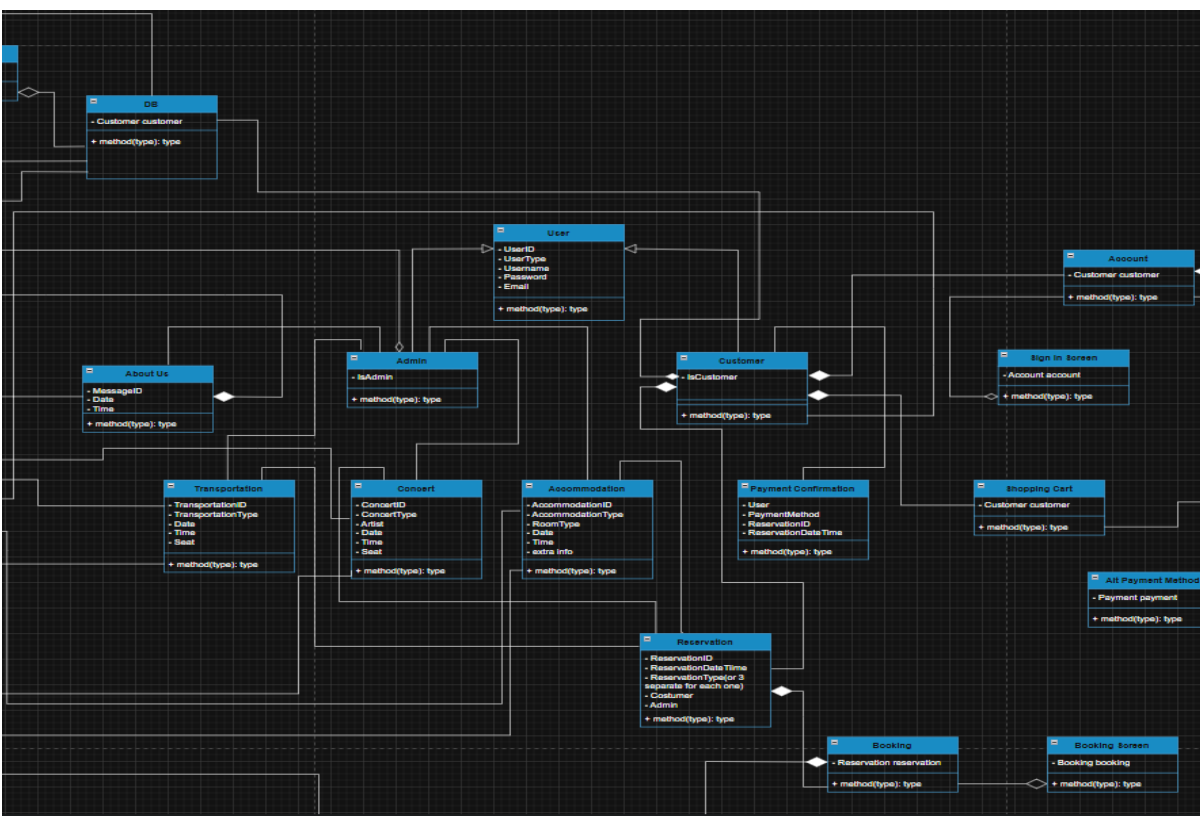 DB
- Customer customer
+ method(type): type
User
- UserID
- UserType
- Username
- Password
- Email
+ method(type): type
Account
- Customer customer
+ method(type): type
About Us
- MessageID
- Date
- Time
+ method(type): type
Admin
- IsAdmin
+ method(type): type
Customer
- IsCustomer
+ method(type): type
Sign In Screen
- Account account
+ method(type): type
Transportation
- TransportationID
- TransportationType
- Date
- Time
- Seat
+ method(type): type
Concert
- ConcertID
- ConcertType
- Artist
- Date
- Time
- Seat
+ method(type): type
Accommodation
- AccommodationID
- AccommodationType
- RoomType
- Date
- Time
- extra info
+ method(type): type
Payment Confirmation
- User
- PaymentMethod
- ReservationID
- ReservationDateTime
+ method(type): type
Shopping Cart
- Customer customer
+ method(type): type
Alt Payment Method
- Payment payment
+ method(type): type
Reservation
- ReservationID
- ReservationDateTime
- ReservationType(or 3
separate for each one)
- Costumer
- Admin
+ method(type): type
Booking
- Reservation reservation
+ method(type): type
Booking Screen
- Booking booking
+ method(type): type